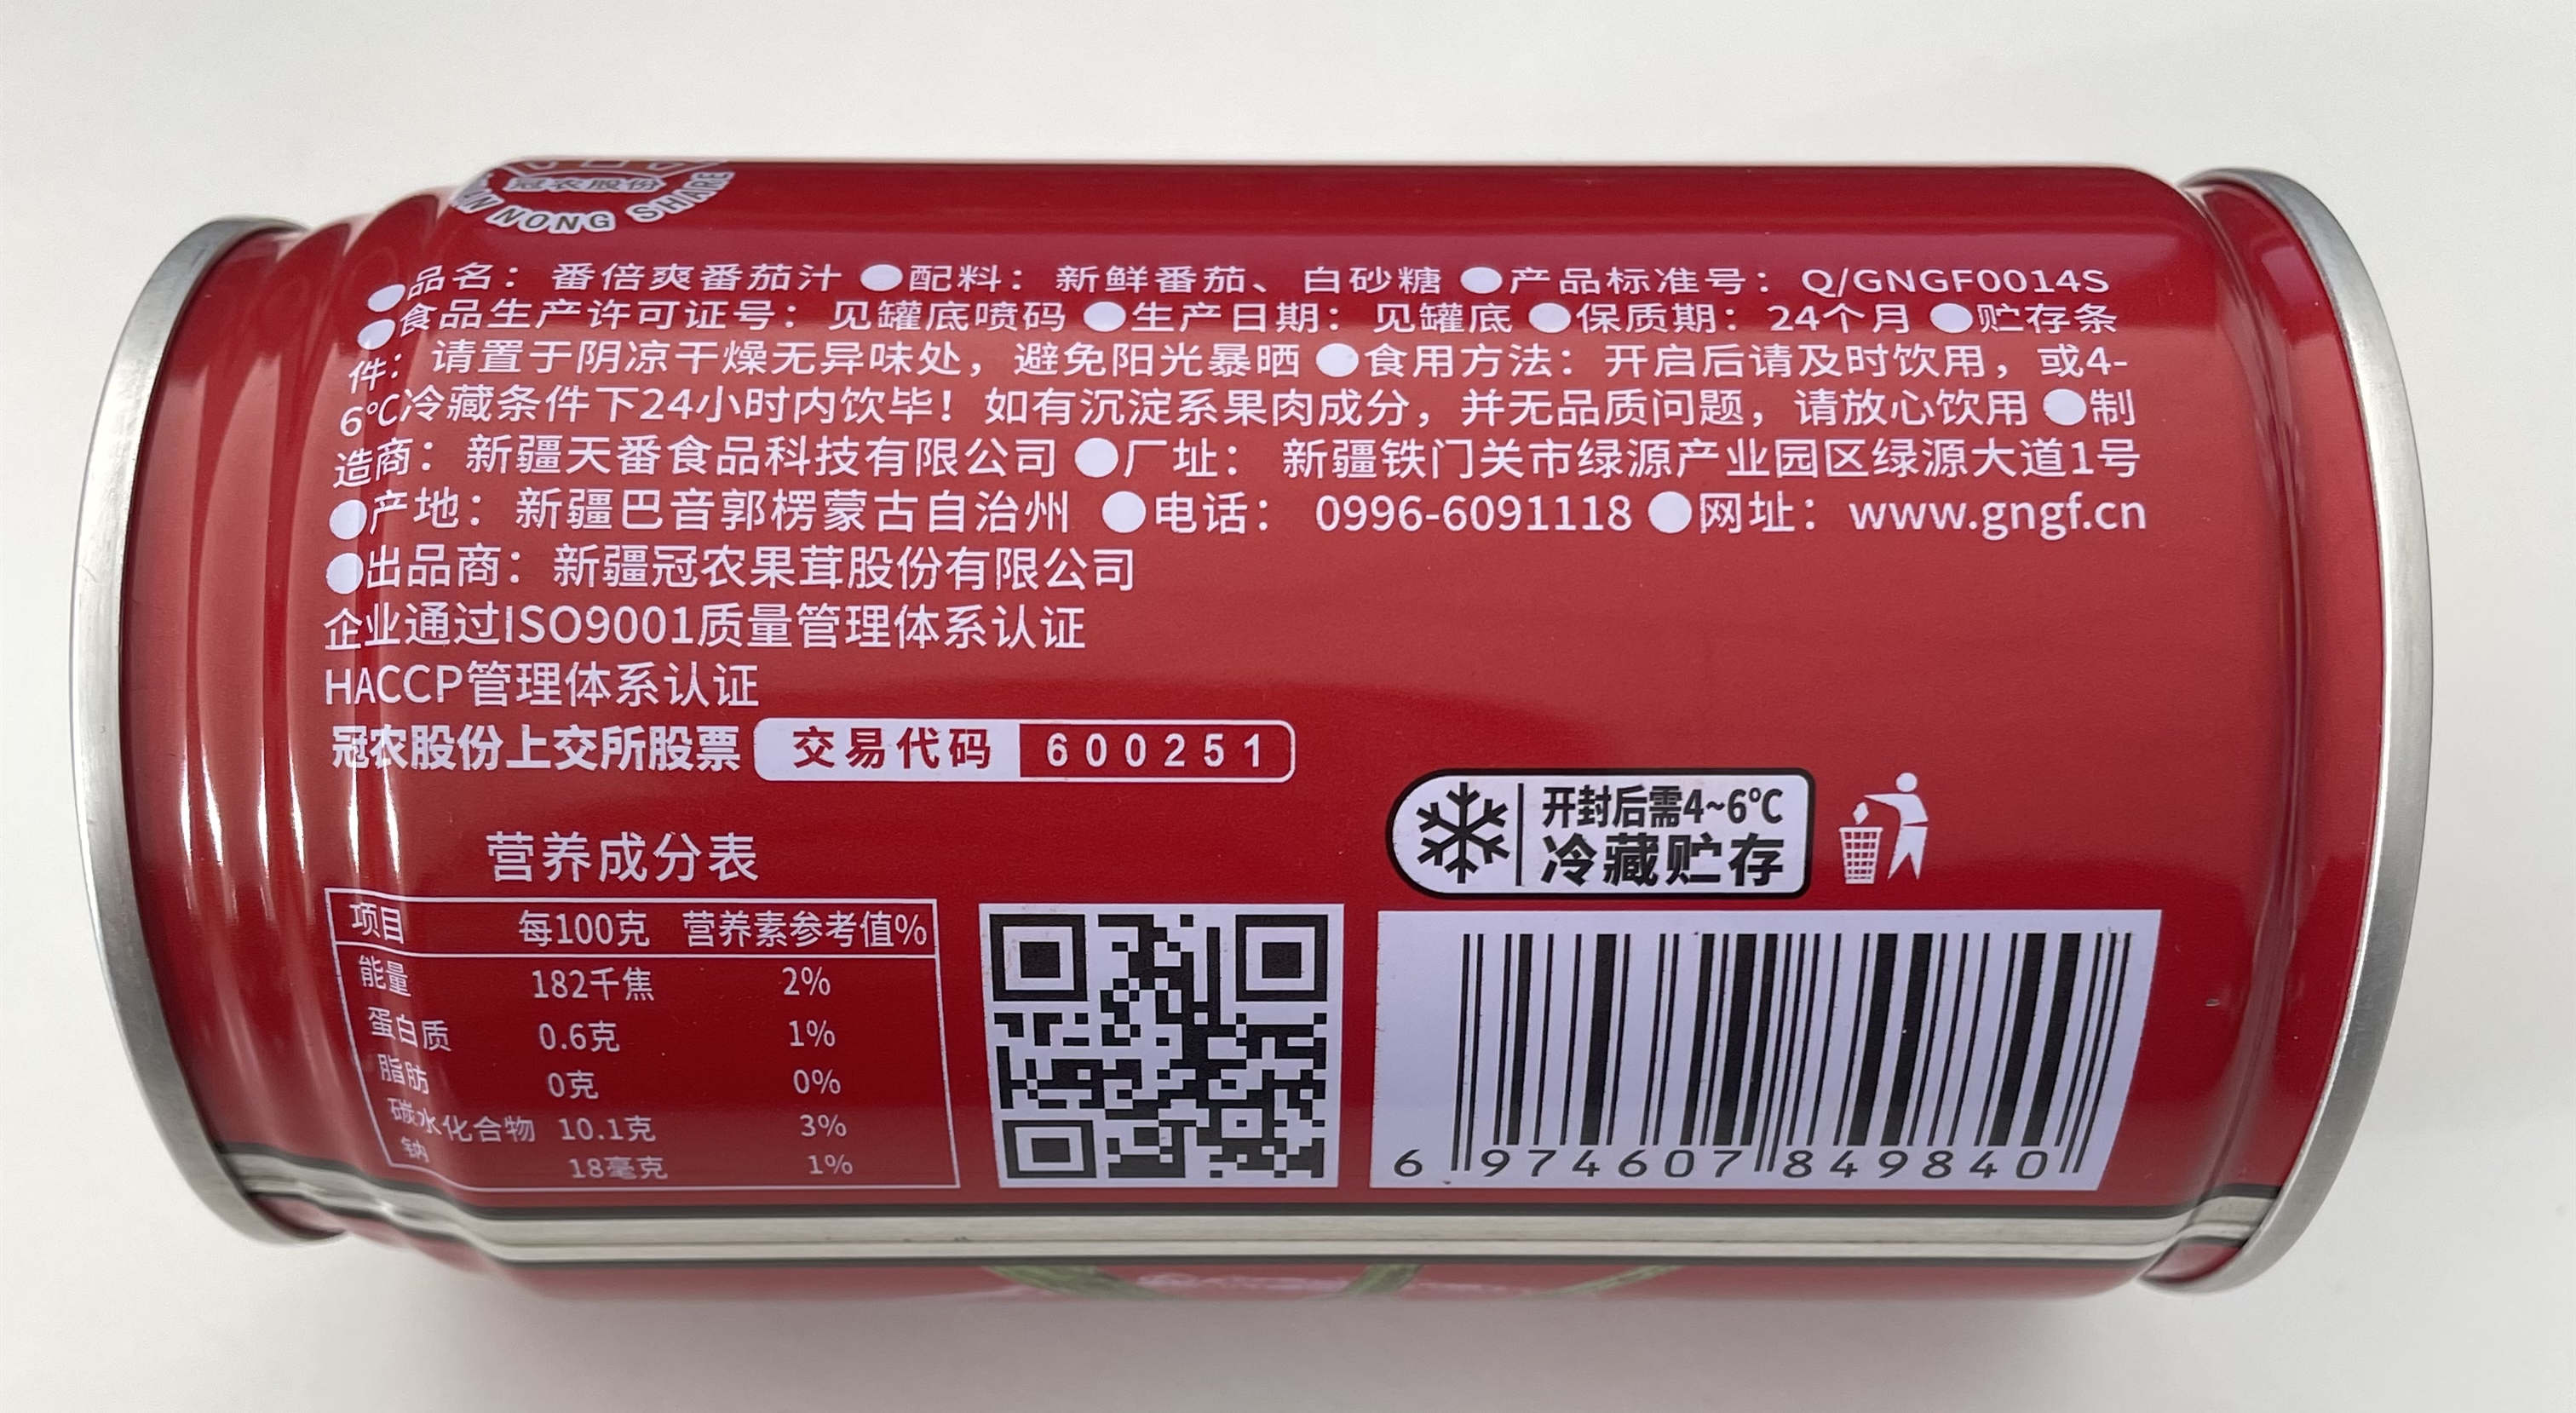 冠农股份
NONG SHARE
●品名：番倍爽番茄汁 ●配料：新鲜番茄、白砂糖 ●产品标准号：Q/GNGF0014S
●食品生产许可证号：见罐底喷码 ●生产日期：见罐底 ●保质期：24个月 ●贮存条
件：请置于阴凉干燥无异味处，避免阳光暴晒 ●食用方法：开启后请及时饮用，或4-
6℃冷藏条件下24小时内饮毕！如有沉淀系果肉成分，并无品质问题，请放心饮用 ●制
造商：新疆天番食品科技有限公司 ●厂址： 新疆铁门关市绿源产业园区绿源大道1号
●产地：新疆巴音郭楞蒙古自治州 ●电话： 0996-6091118 ●网址：www.gngf.cn
●出品商：新疆冠农果茸股份有限公司
企业通过ISO9001质量管理体系认证
HACCP管理体系认证
冠农股份上交所股票 交易代码 600251
开封后需4~6℃
冷藏贮存
营养成分表
项目 每100克 营养素参考值%
能量 182千焦 2%
蛋白质 0.6克 1%
脂肪 0克 0%
碳水化合物 10.1克 3%
钠 18毫克 1%
6 974607 849840